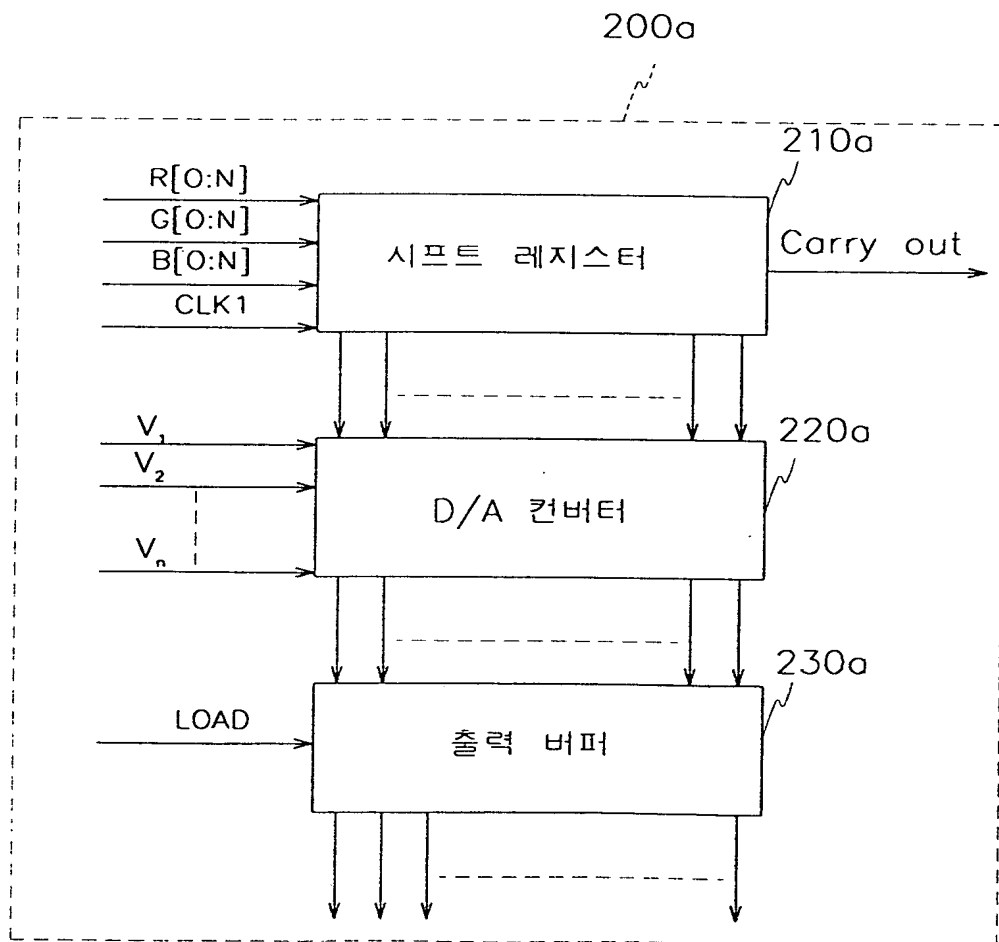 200a
210a
R[0:N]
G[0:N]
B[0:N]
CLK1
시프트 레지스터
Carry out
220a
V₁
V₂
Vₙ
D/A 컨버터
230a
LOAD
출력 버퍼